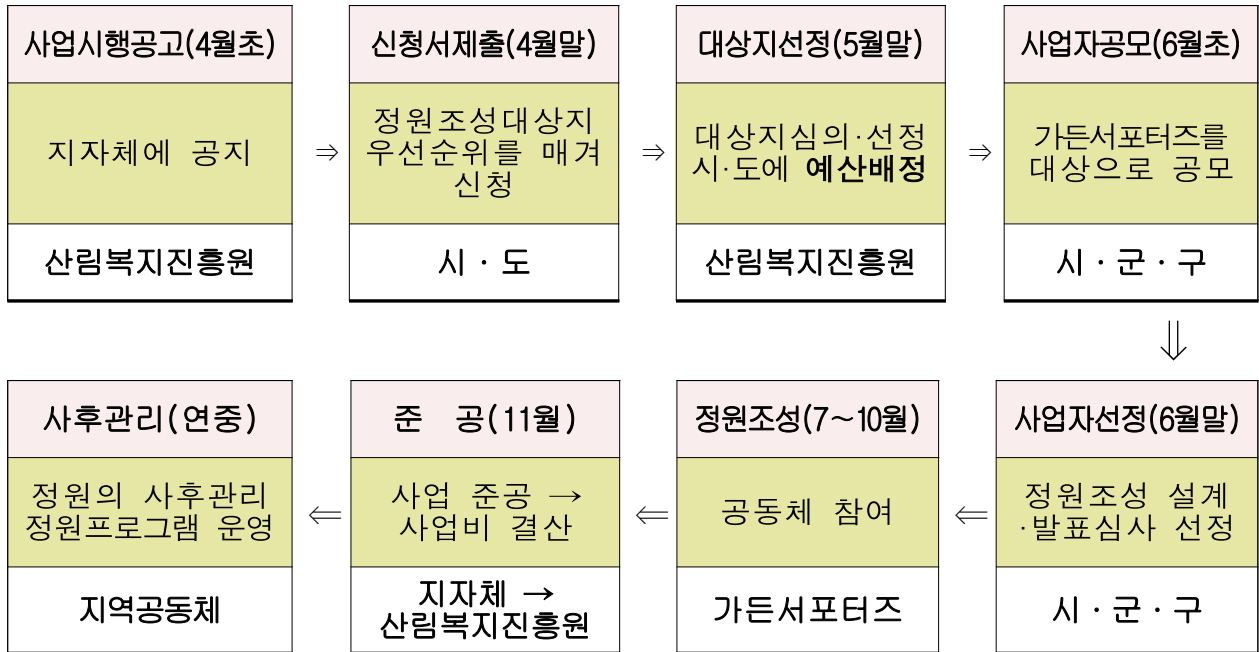 사업시행공고(4월초)
지자체에 공지
산림복지진흥원
⇒
신청서제출(4월말)
정원조성대상지
우선순위를 매겨
신청
시 · 도
⇒
대상지선정(5월말)
대상지심의·선정
시·도에 예산배정
산림복지진흥원
⇒
사업자공모(6월초)
가든서포터즈를
대상으로 공모
시 · 군 · 구
⇓
사업자선정(6월말)
정원조성 설계
·발표심사 선정
시 · 군 · 구
⇐
정원조성(7～10월)
공동체 참여
가든서포터즈
⇐
준 공(11월)
사업 준공 →
사업비 결산
지자체 →
산림복지진흥원
⇐
사후관리(연중)
정원의 사후관리
정원프로그램 운영
지역공동체